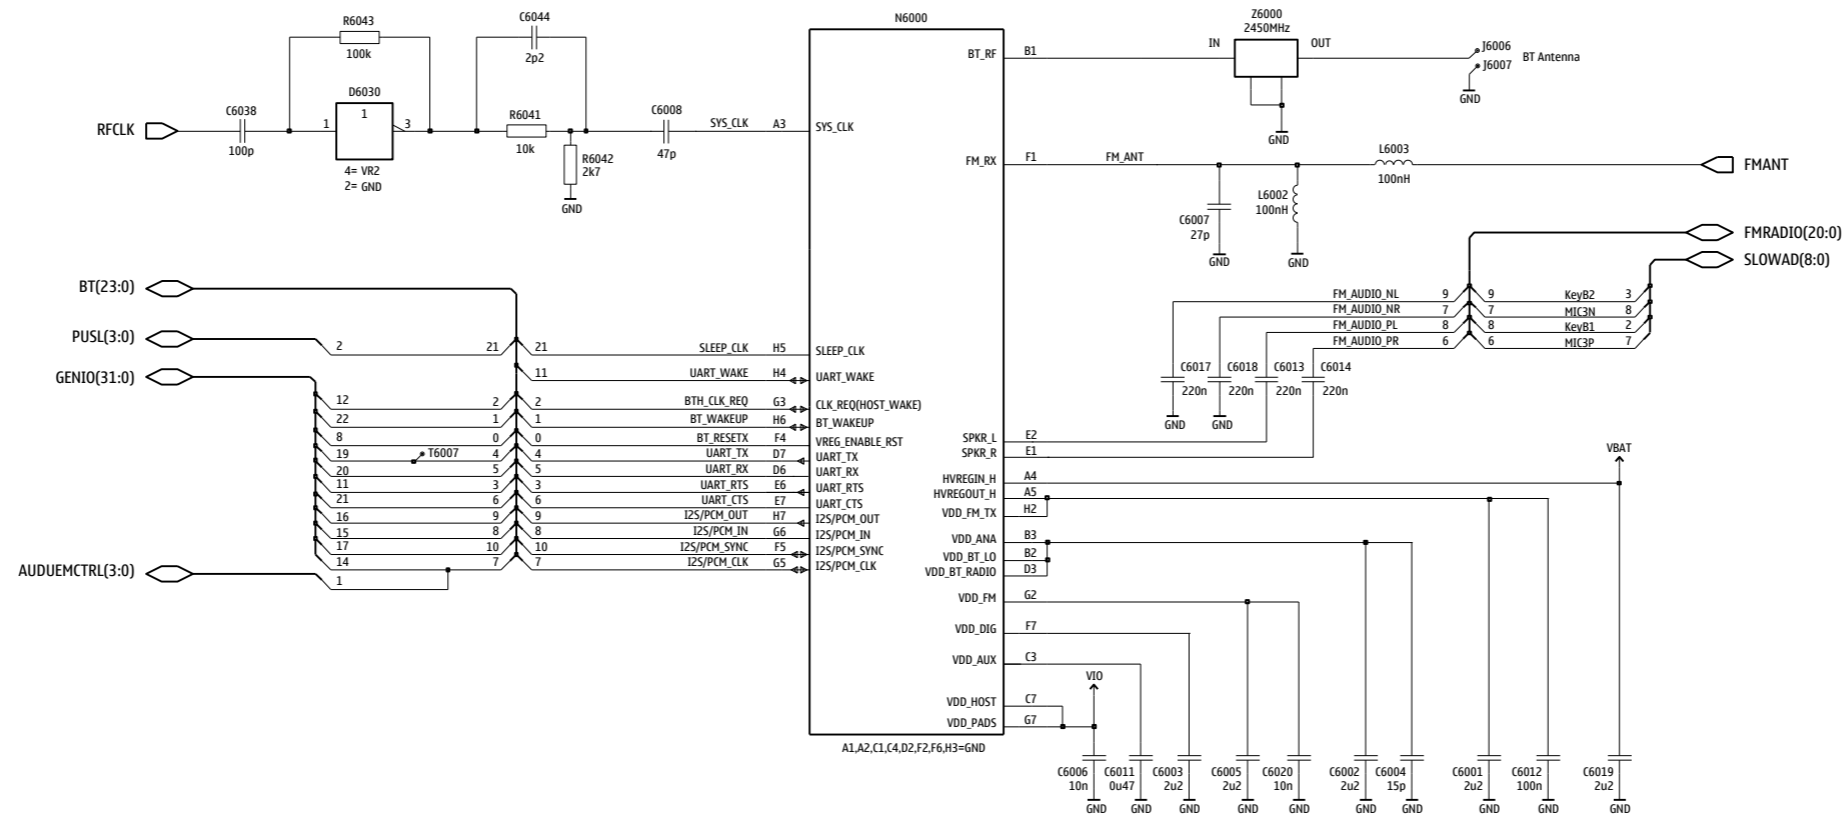 R6043
100k
C6044
2p2
N6000
Z6000
2450MHz
IN
OUT
BT_RF
B1
J6006
J6007
BT Antenna
GND
GND
RFCLK
C6038
100p
1
D6030
1
3
4= VR2
2= GND
R6041
10k
R6042
2k7
GND
C6008
47p
SYS_CLK
A3
SYS_CLK
FM_RX
F1
FM_ANT
L6003
100nH
FMANT
C6007
27p
GND
L6002
100nH
GND
FMRADIO(20:0)
SLOWAD(8:0)
FM_AUDIO_NL 9 9 KeyB2 3
FM_AUDIO_NR 7 7 MIC3N 8
FM_AUDIO_PL 8 8 KeyB1 2
FM_AUDIO_PR 6 6 MIC3P 7
C6017
220n
GND
C6018
220n
GND
C6013
220n
C6014
220n
BT(23:0)
PUSL(3:0)
GENIO(31:0)
AUDUEMCTRL(3:0)
2 21 21 SLEEP_CLK H5 SLEEP_CLK
11 UART_WAKE H4 UART_WAKE
12 2 2 BTH_CLK_REQ G3 CLK_REQ(HOST_WAKE)
22 1 1 BT_WAKEUP H6 BT_WAKEUP
8 0 0 BT_RESETX F4 VREG_ENABLE_RST
19 T6007 4 4 UART_TX D7 UART_TX
20 5 5 UART_RX D6 UART_RX
11 3 3 UART_RTS E6 UART_RTS
21 6 6 UART_CTS E7 UART_CTS
16 9 9 I2S/PCM_OUT H7 I2S/PCM_OUT
15 8 8 I2S/PCM_IN G6 I2S/PCM_IN
17 10 10 I2S/PCM_SYNC F5 I2S/PCM_SYNC
14 7 7 I2S/PCM_CLK G5 I2S/PCM_CLK
1
SPKR_L E2
SPKR_R E1
HVREGIN_H A4
HVREGOUT_H A5
VDD_FM_TX H2
VDD_ANA B3
VDD_BT_LO B2
VDD_BT_RADIO D3
VDD_FM G2
VDD_DIG F7
VDD_AUX C3
VDD_HOST C7
VDD_PADS G7
VBAT
VIO
A1,A2,C1,C4,D2,F2,F6,H3=GND
C6006
10n
GND
C6011
0u47
GND
C6003
2u2
GND
C6005
2u2
GND
C6020
10n
GND
C6002
2u2
GND
C6004
15p
GND
C6001
2u2
GND
C6012
100n
GND
C6019
2u2
GND